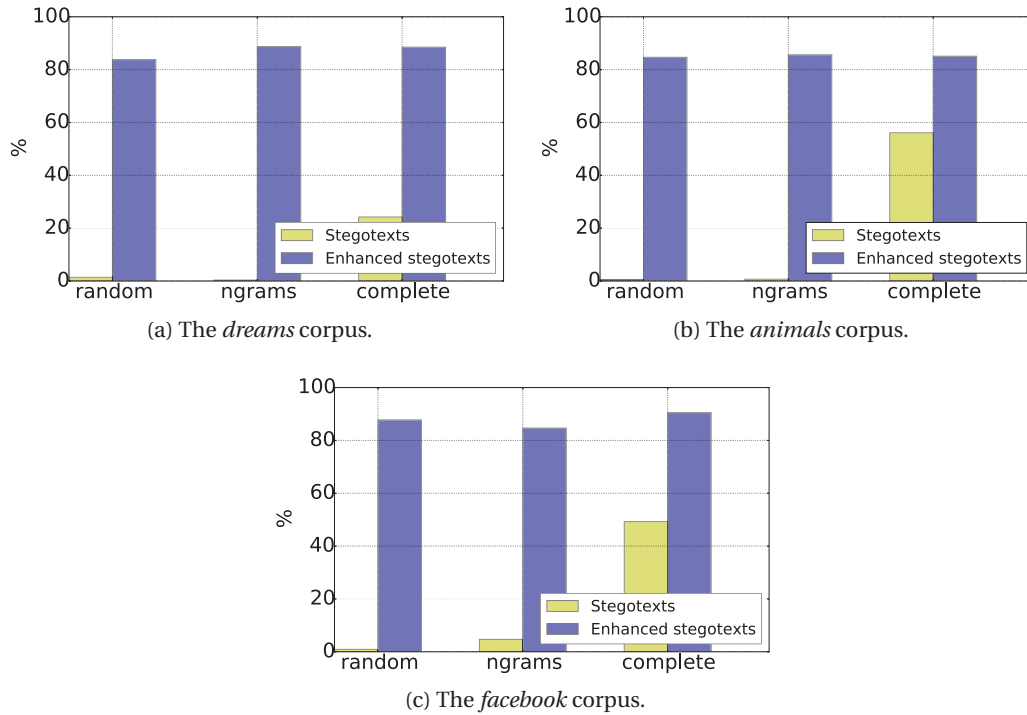 100
80
60
40
20
0
%
random ngrams complete
Stegotexts
Enhanced stegotexts
(a) The dreams corpus.
100
80
60
40
20
0
%
random ngrams complete
Stegotexts
Enhanced stegotexts
(b) The animals corpus.
100
80
60
40
20
0
%
random ngrams complete
Stegotexts
Enhanced stegotexts
(c) The facebook corpus.